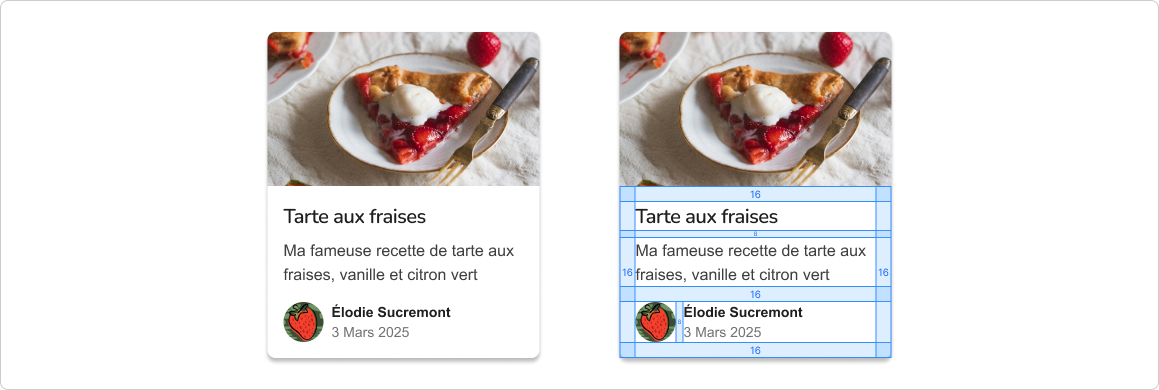 Tarte aux fraises
Ma fameuse recette de tarte aux
fraises, vanille et citron vert
Élodie Sucremont
3 Mars 2025
16
Tarte aux fraises
8
Ma fameuse recette de tarte aux
16 fraises, vanille et citron vert 16
16
8 Élodie Sucremont
3 Mars 2025
16